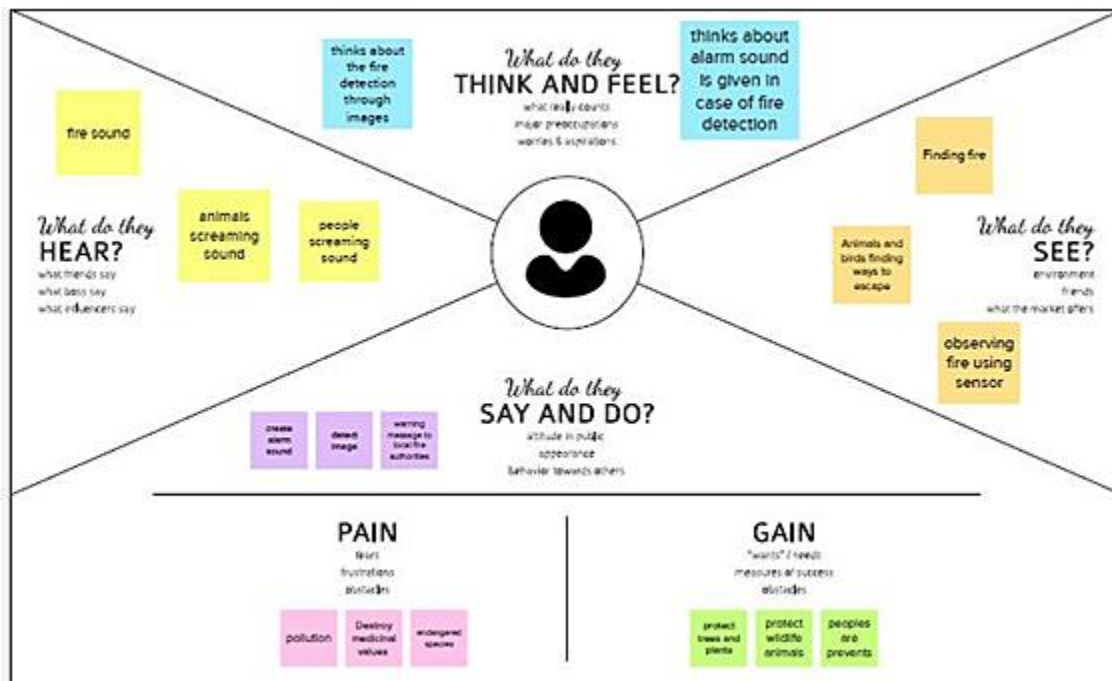 What do they
THINK AND FEEL?
what really counts
major preoccupations
worries & aspirations
thinks about
the fire
detection
through
images
thinks about
alarm sound
is given in
case of fire
detection
What do they
HEAR?
what friends say
what boss say
what influencers say
fire sound
animals
screaming
sound
people
screaming
sound
What do they
SEE?
environment
friends
what the market offers
Finding fire
Animals and
birds finding
ways to
escape
observing
fire using
sensor
What do they
SAY AND DO?
attitude in public
appearance
behavior towards others
create
alarm
sound
detect
image
warning
message to
local fire
authorities
PAIN
fears
frustrations
obstacles
pollution
Destroy
medicinal
values
endangered
species
GAIN
"wants" / needs
measures of success
obstacles
protect
trees and
plants
protect
wildlife
animals
peoples
are
prevents